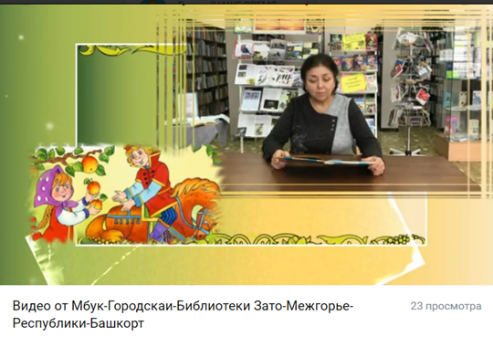 Видео от Мбук-Городскаи-Библиотеки Зато-Межгорье-
Республики-Башкорт
23 просмотра